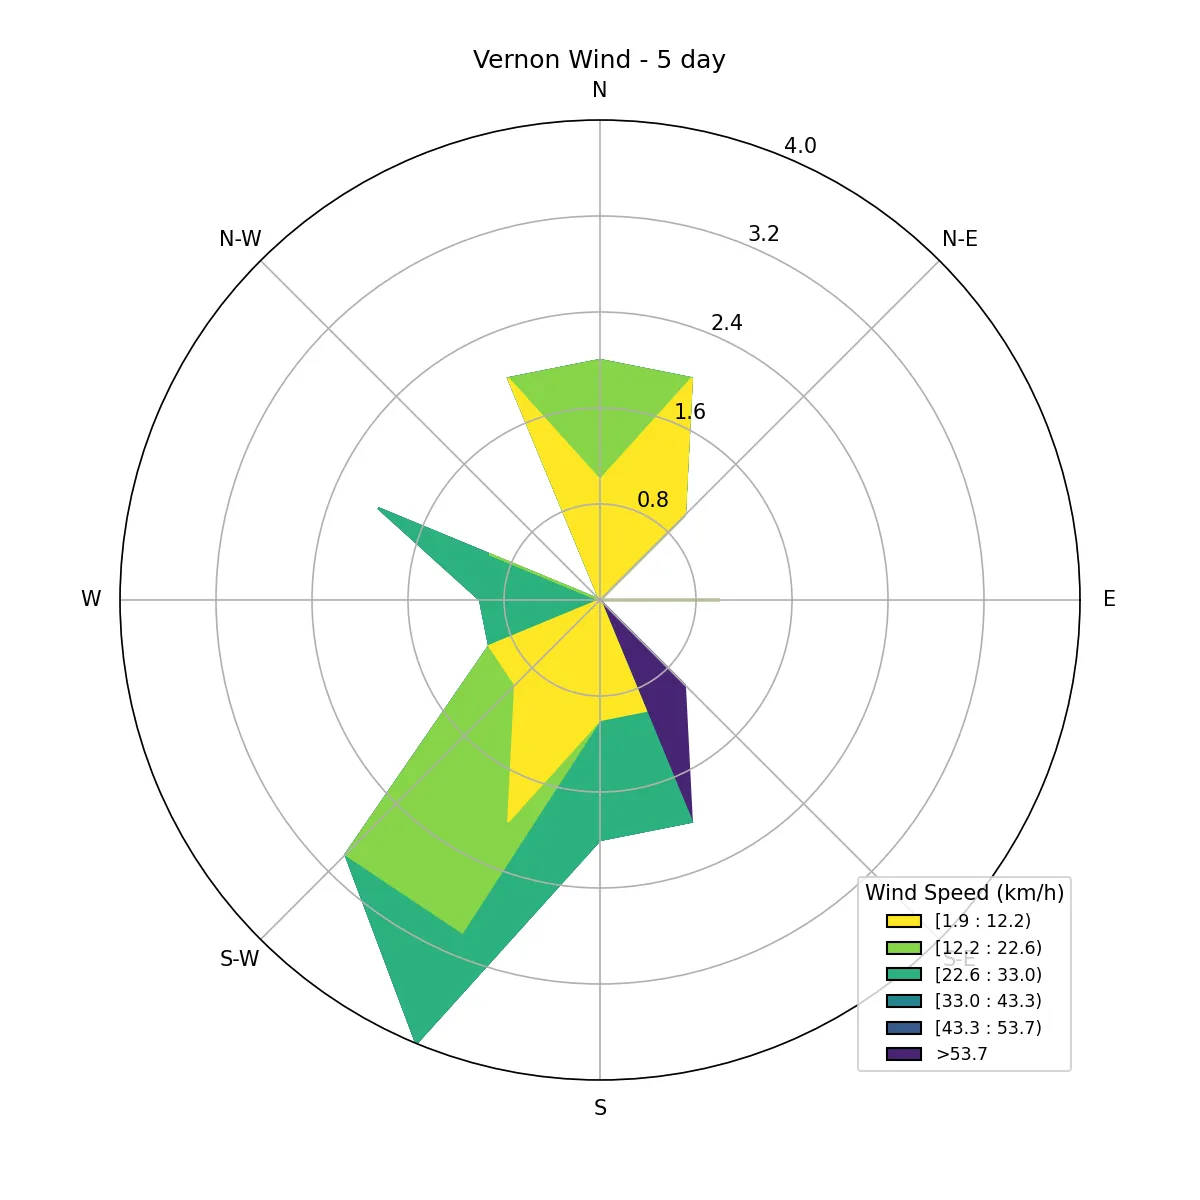 Vernon Wind - 5 day
N
4.0
N-W
3.2
N-E
2.4
1.6
0.8
W
E
S-W
S-E
S
Wind Speed (km/h)
[1.9 : 12.2)
[12.2 : 22.6)
[22.6 : 33.0)
[33.0 : 43.3)
[43.3 : 53.7)
>53.7